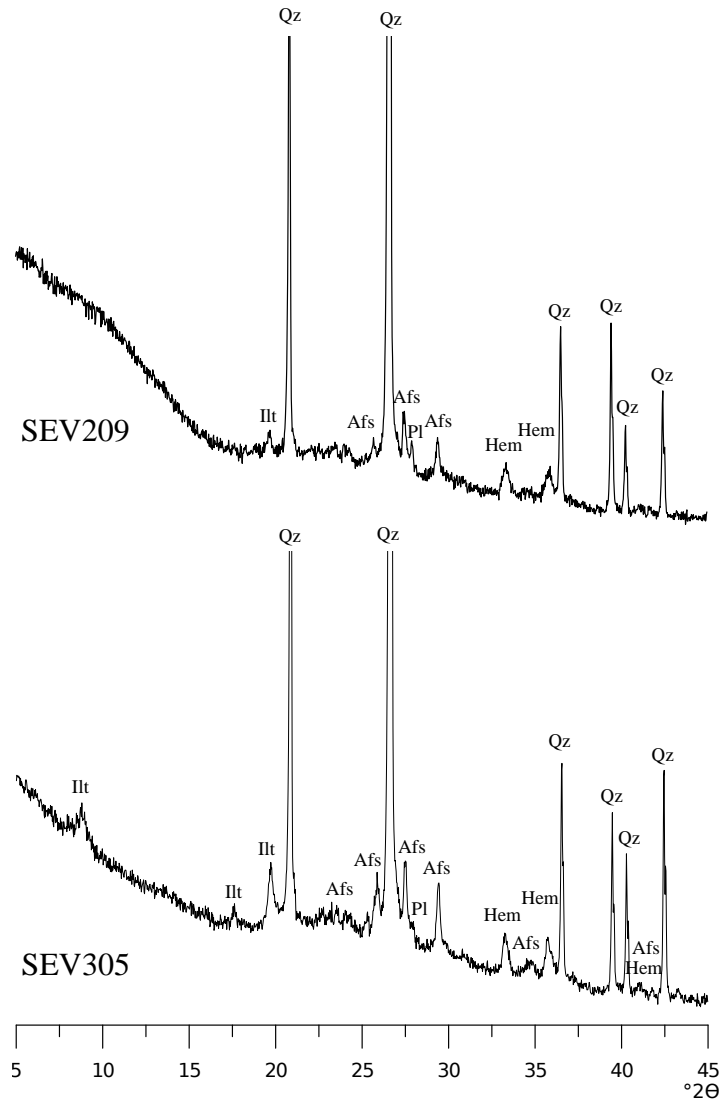 Qz
Qz
Qz
Qz
Qz
Qz
Ilt
Afs
Afs
Pl
Afs
Hem
Hem
SEV209
Qz
Qz
Qz
Qz
Qz
Qz
Ilt
Ilt
Ilt
Afs
Afs
Afs
Pl
Afs
Hem
Afs
Hem
Afs
Hem
SEV305
5 10 15 20 25 30 35 40 45
°2ϴ